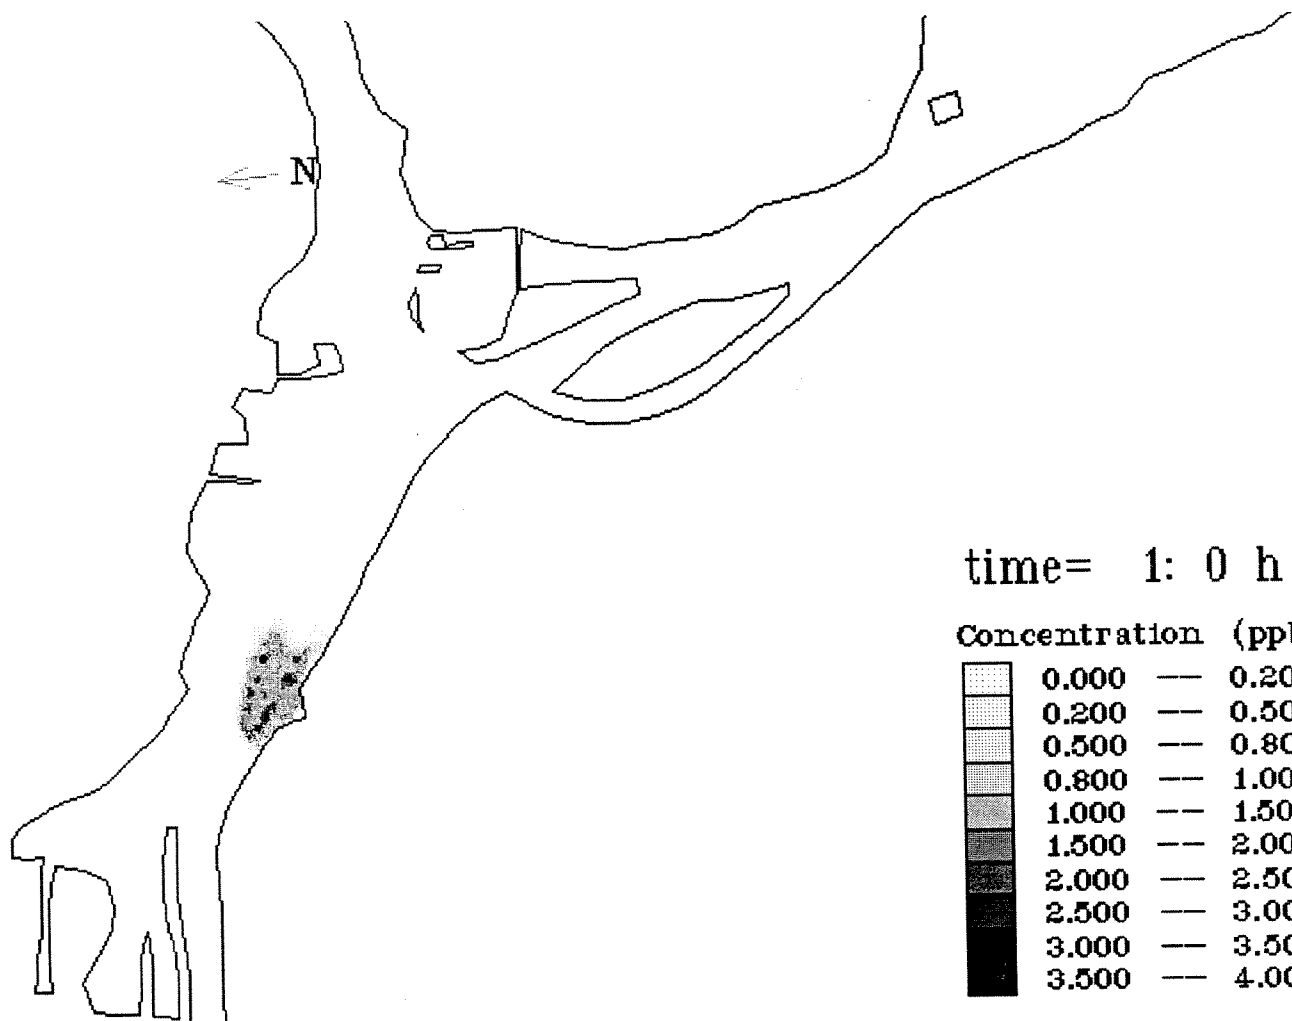 N
time= 1: 0 h
Concentration (pp
0.000 — 0.20
0.200 — 0.50
0.500 — 0.80
0.800 — 1.00
1.000 — 1.50
1.500 — 2.00
2.000 — 2.50
2.500 — 3.00
3.000 — 3.50
3.500 — 4.00